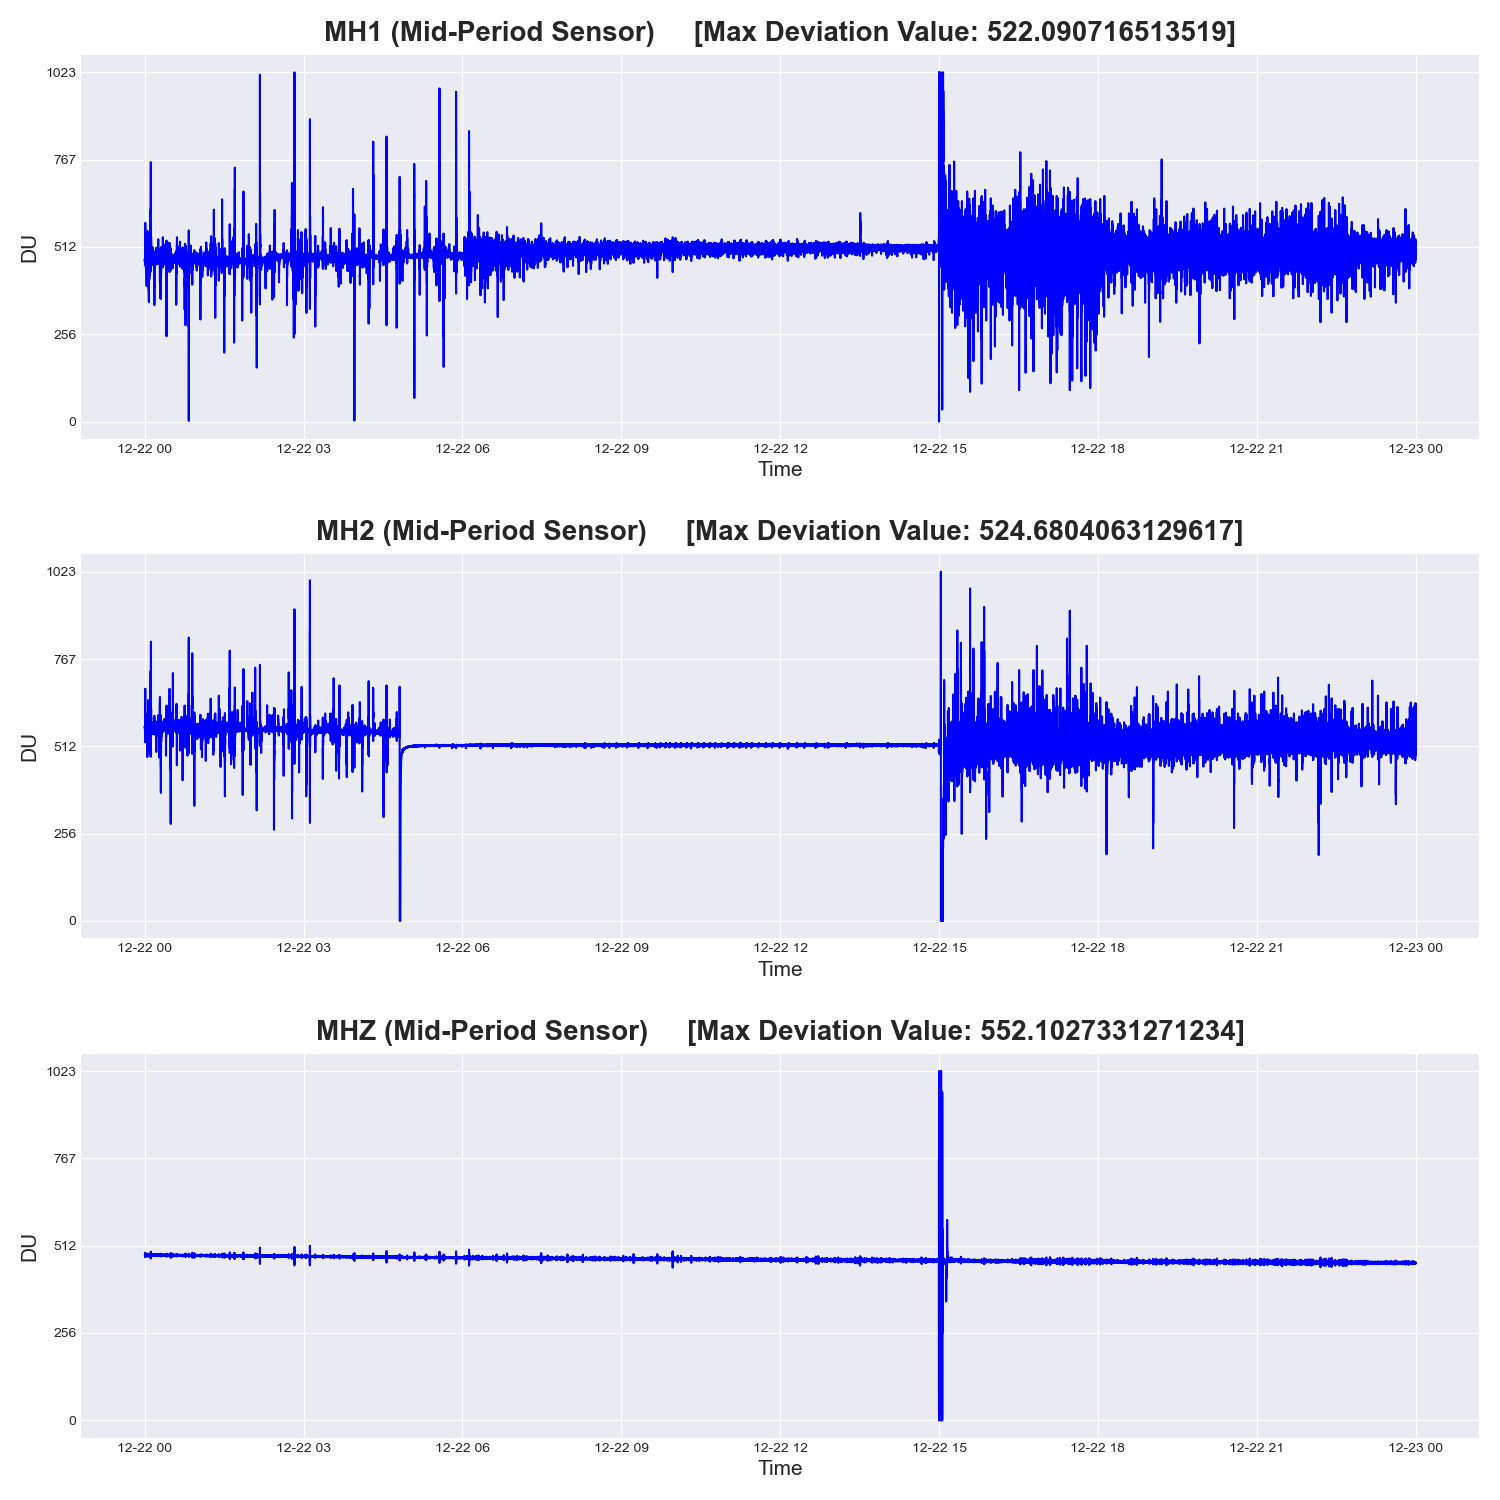 MH1 (Mid-Period Sensor) [Max Deviation Value: 522.090716513519]
1023
767
512
256
0
DU
12-22 00 12-22 03 12-22 06 12-22 09 12-22 12 12-22 15 12-22 18 12-22 21 12-23 00
Time
MH2 (Mid-Period Sensor) [Max Deviation Value: 524.6804063129617]
1023
767
512
256
0
DU
12-22 00 12-22 03 12-22 06 12-22 09 12-22 12 12-22 15 12-22 18 12-22 21 12-23 00
Time
MHZ (Mid-Period Sensor) [Max Deviation Value: 552.1027331271234]
1023
767
512
256
0
DU
12-22 00 12-22 03 12-22 06 12-22 09 12-22 12 12-22 15 12-22 18 12-22 21 12-23 00
Time